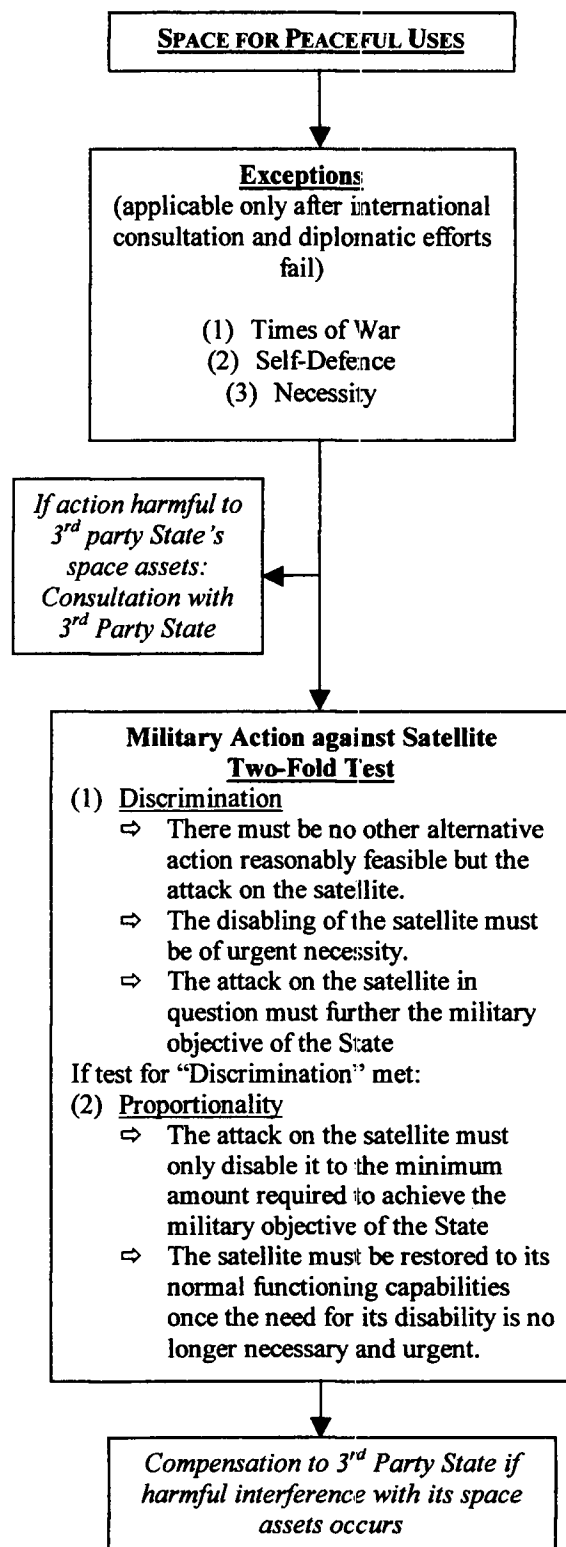 SPACE FOR PEACEFUL USES
Exceptions
(applicable only after international
consultation and diplomatic efforts
fail)
(1) Times of War
(2) Self-Defence
(3) Necessity
If action harmful to
3rd party State's
space assets:
Consultation with
3rd Party State
Military Action against Satellite
Two-Fold Test
(1) Discrimination
⇨ There must be no other alternative
action reasonably feasible but the
attack on the satellite.
⇨ The disabling of the satellite must
be of urgent necessity.
⇨ The attack on the satellite in
question must further the military
objective of the State
If test for "Discrimination" met:
(2) Proportionality
⇨ The attack on the satellite must
only disable it to the minimum
amount required to achieve the
military objective of the State
⇨ The satellite must be restored to its
normal functioning capabilities
once the need for its disability is no
longer necessary and urgent.
Compensation to 3rd Party State if
harmful interference with its space
assets occurs